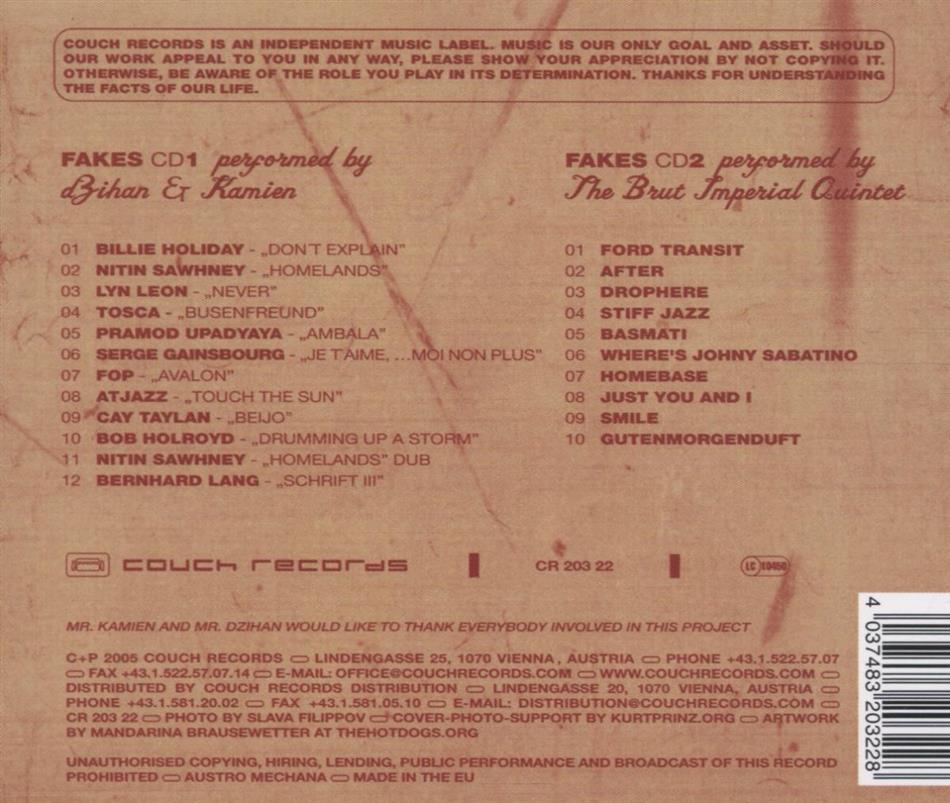 COUCH RECORDS IS AN INDEPENDENT MUSIC LABEL. MUSIC IS OUR ONLY GOAL AND ASSET. SHOULD
OUR WORK APPEAL TO YOU IN ANY WAY, PLEASE SHOW YOUR APPRECIATION BY NOT COPYING IT.
OTHERWISE, BE AWARE OF THE ROLE YOU PLAY IN ITS DETERMINATION. THANKS FOR UNDERSTANDING
THE FACTS OF OUR LIFE.
FAKES CD1 performed by
dZihan & Kamien
01 BILLIE HOLIDAY - „DON'T EXPLAIN”
02 NITIN SAWHNEY - „HOMELANDS”
03 LYN LEON - „NEVER”
04 TOSCA - „BUSENFREUND”
05 PRAMOD UPADYAYA - „AMBALA”
06 SERGE GAINSBOURG - „JE T'AIME, ...MOI NON PLUS”
07 FOP - „AVALON”
08 ATJAZZ - „TOUCH THE SUN”
09 CAY TAYLAN - „BEIJO”
10 BOB HOLROYD - „DRUMMING UP A STORM”
11 NITIN SAWHNEY - „HOMELANDS” DUB
12 BERNHARD LANG - „SCHRIFT III”
FAKES CD2 performed by
The Brut Imperial Quintet
01 FORD TRANSIT
02 AFTER
03 DROPHERE
04 STIFF JAZZ
05 BASMATI
06 WHERE'S JOHNY SABATINO
07 HOMEBASE
08 JUST YOU AND I
09 SMILE
10 GUTENMORGENDUFT
couch records
CR 203 22
LC 10450
MR. KAMIEN AND MR. DZIHAN WOULD LIKE TO THANK EVERYBODY INVOLVED IN THIS PROJECT
C+P 2005 COUCH RECORDS LINDENGASSE 25, 1070 VIENNA, AUSTRIA PHONE +43.1.522.57.07
FAX +43.1.522.57.07.14 E-MAIL: OFFICE@COUCHRECORDS.COM WWW.COUCHRECORDS.COM
DISTRIBUTED BY COUCH RECORDS DISTRIBUTION LINDENGASSE 20, 1070 VIENNA, AUSTRIA
PHONE +43.1.581.20.02 FAX +43.1.581.05.10 E-MAIL: DISTRIBUTION@COUCHRECORDS.COM
CR 203 22 PHOTO BY SLAVA FILIPPOV COVER-PHOTO-SUPPORT BY KURTPRINZ.ORG ARTWORK
BY MANDARINA BRAUSEWETTER AT THEHOTDOGS.ORG
UNAUTHORISED COPYING, HIRING, LENDING, PUBLIC PERFORMANCE AND BROADCAST OF THIS RECORD
PROHIBITED AUSTRO MECHANA MADE IN THE EU
4 037483 203228